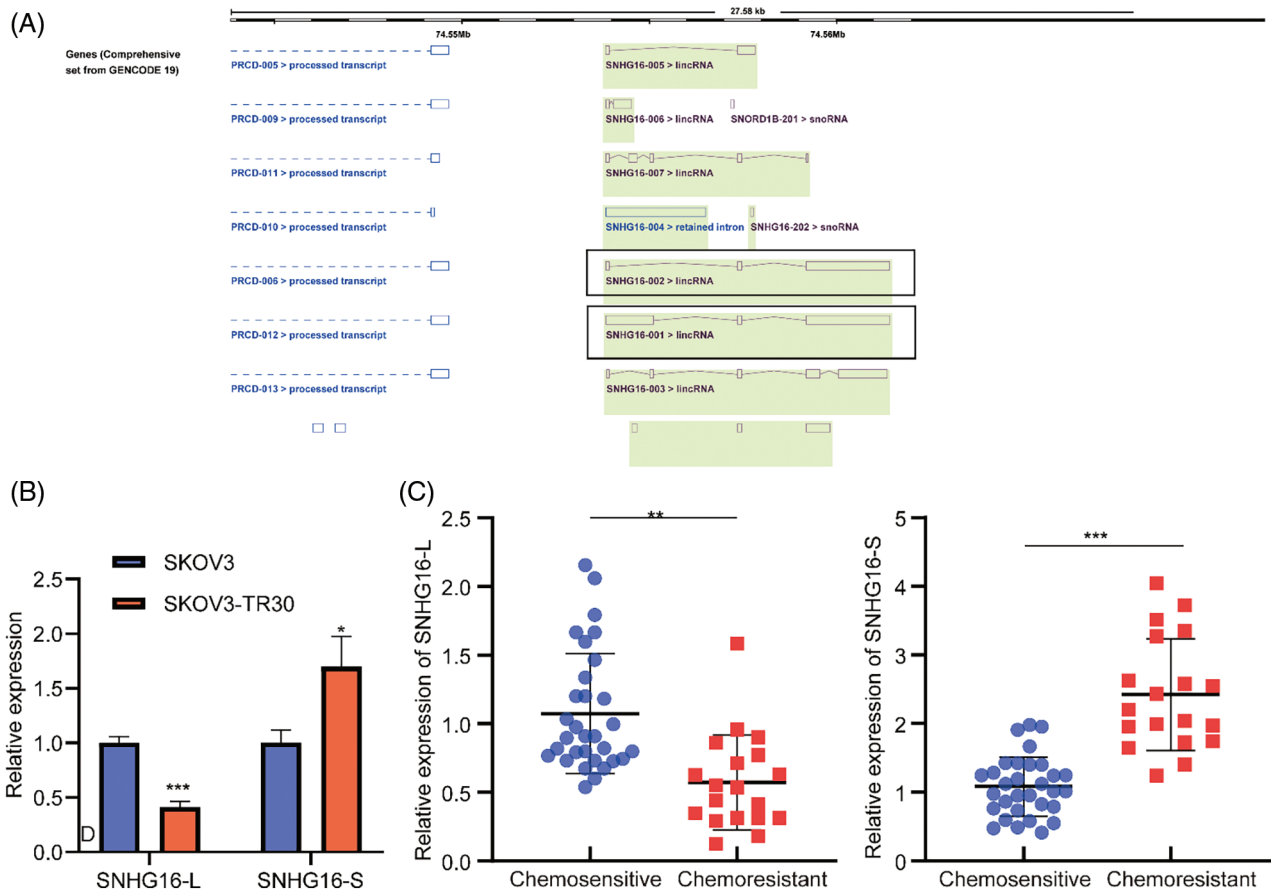 (A)
27.58 kb
74.55Mb 74.56Mb
Genes (Comprehensive
set from GENCODE 19)
PRCD-005 > processed transcript SNHG16-005 > lincRNA
PRCD-009 > processed transcript SNHG16-006 > lincRNA SNORD1B-201 > snoRNA
PRCD-011 > processed transcript SNHG16-007 > lincRNA
PRCD-010 > processed transcript SNHG16-004 > retained intron SNHG16-202 > snoRNA
PRCD-006 > processed transcript SNHG16-002 > lincRNA
PRCD-012 > processed transcript SNHG16-001 > lincRNA
PRCD-013 > processed transcript SNHG16-003 > lincRNA
(B)
SKOV3
SKOV3-TR30
Relative expression
2.5
2.0
1.5
1.0
0.5
0.0
D
***
*
SNHG16-L SNHG16-S
(C)
Relative expression of SNHG16-L
2.5
2.0
1.5
1.0
0.5
0.0
**
Chemosensitive Chemoresistant
Relative expression of SNHG16-S
5
4
3
2
1
0
***
Chemosensitive Chemoresistant